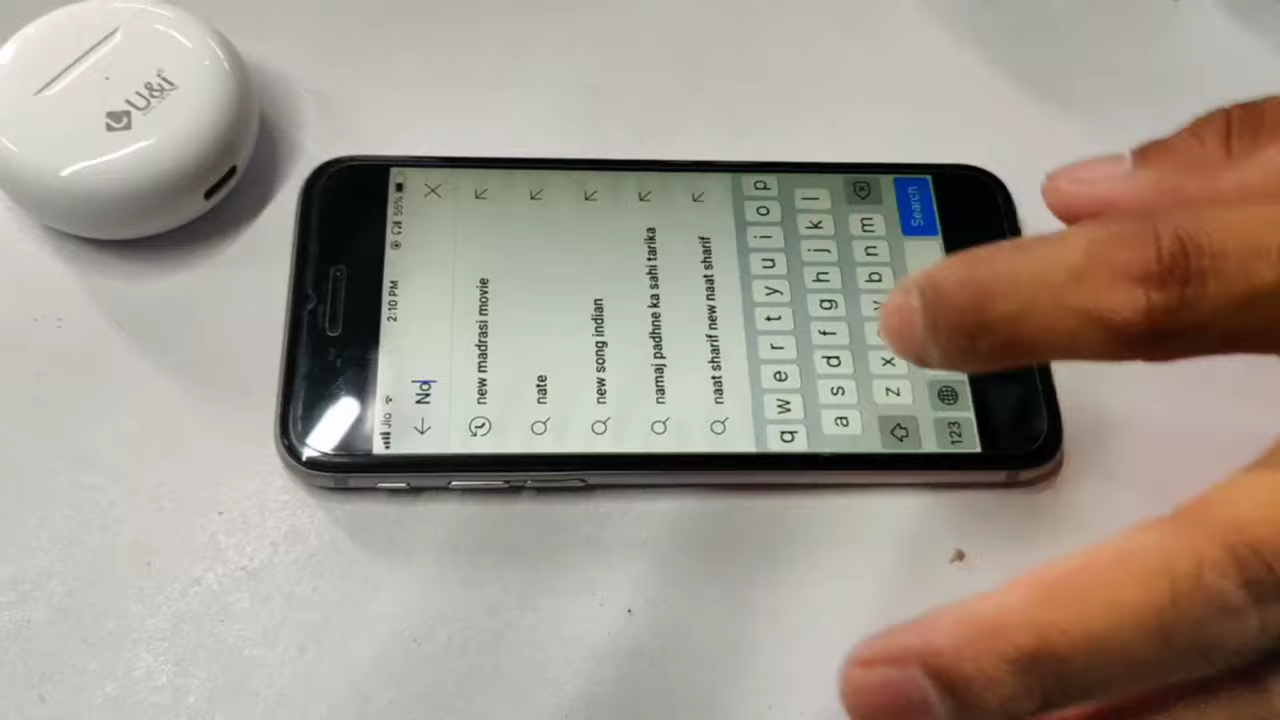 U&i
Jio 2:10 PM 55%
No
new madrasi movie
nate
new song indian
namaj padhne ka sahi tarika
naat sharif new naat sharif
q w e r t y u i o p
a s d f g h j k l
z x v b n m
123 Search